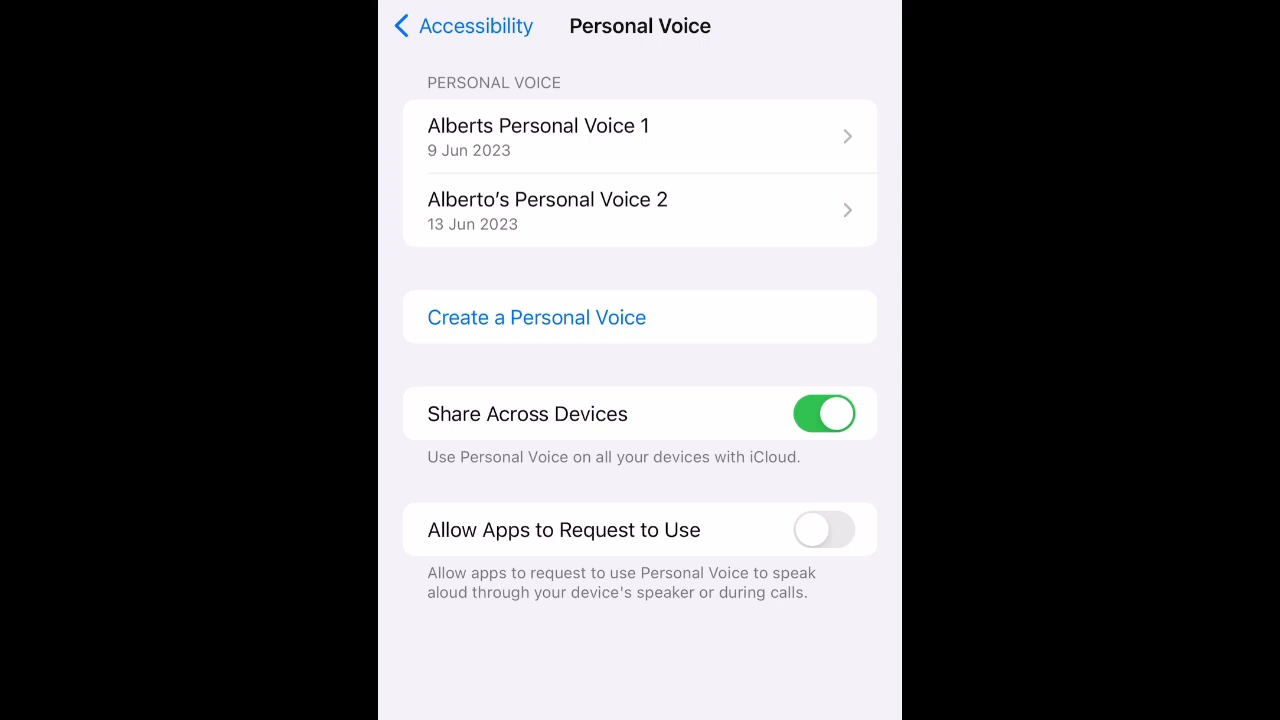 Accessibility
Personal Voice
PERSONAL VOICE
Alberts Personal Voice 1
9 Jun 2023
Alberto’s Personal Voice 2
13 Jun 2023
Create a Personal Voice
Share Across Devices
Use Personal Voice on all your devices with iCloud.
Allow Apps to Request to Use
Allow apps to request to use Personal Voice to speak
aloud through your device's speaker or during calls.